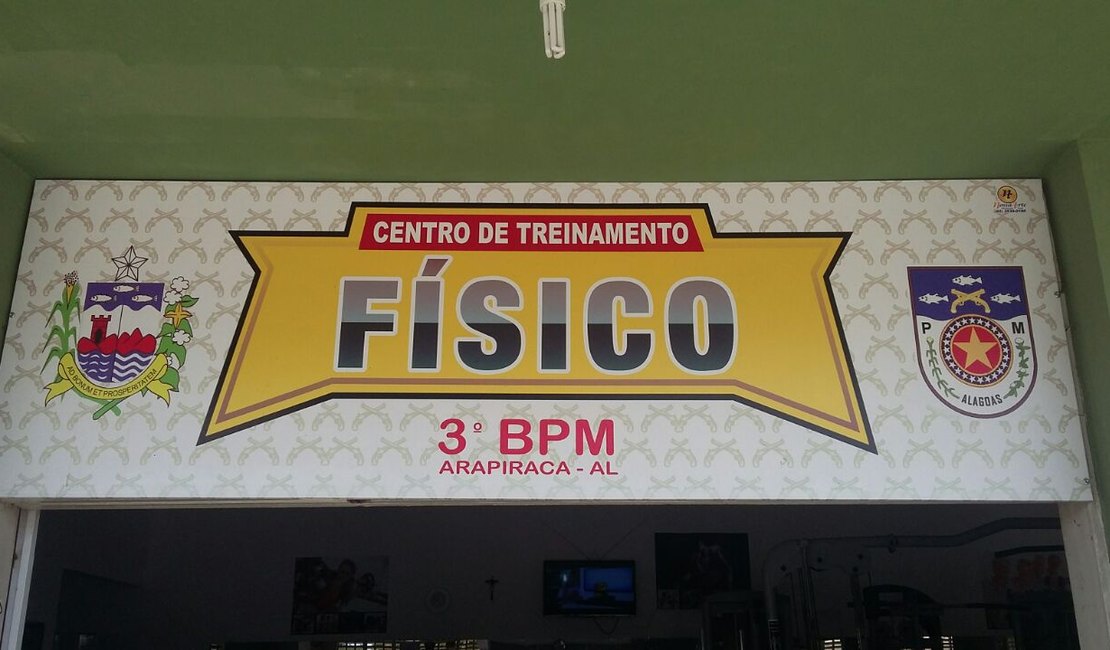 CENTRO DE TREINAMENTO
FÍSICO
3º BPM
ARAPIRACA - AL
AD BONUM ET PROSPERITATEM
P M
ALAGOAS